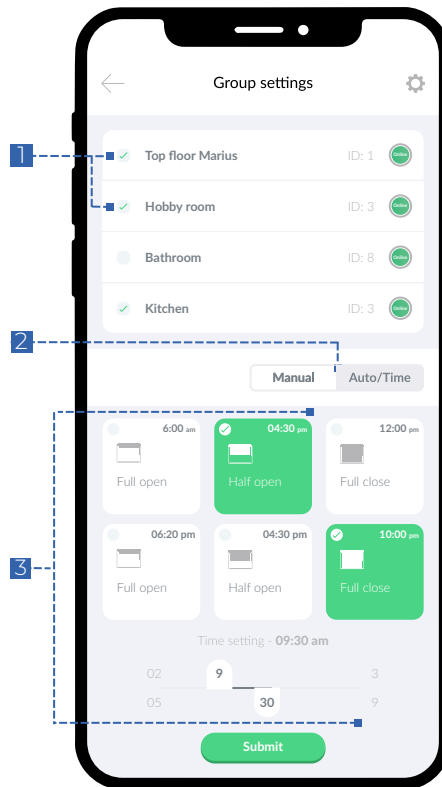 Group settings
1
Top floor Marius ID: 1 Online
Hobby room ID: 3 Online
Bathroom ID: 8 Online
Kitchen ID: 3 Online
2
Manual Auto/Time
6:00 am 04:30 pm 12:00 pm
Full open Half open Full close
06:20 pm 04:30 pm 10:00 pm
Full open Half open Full close
3
Time setting - 09:30 am
02 9 3
05 30 9
Submit